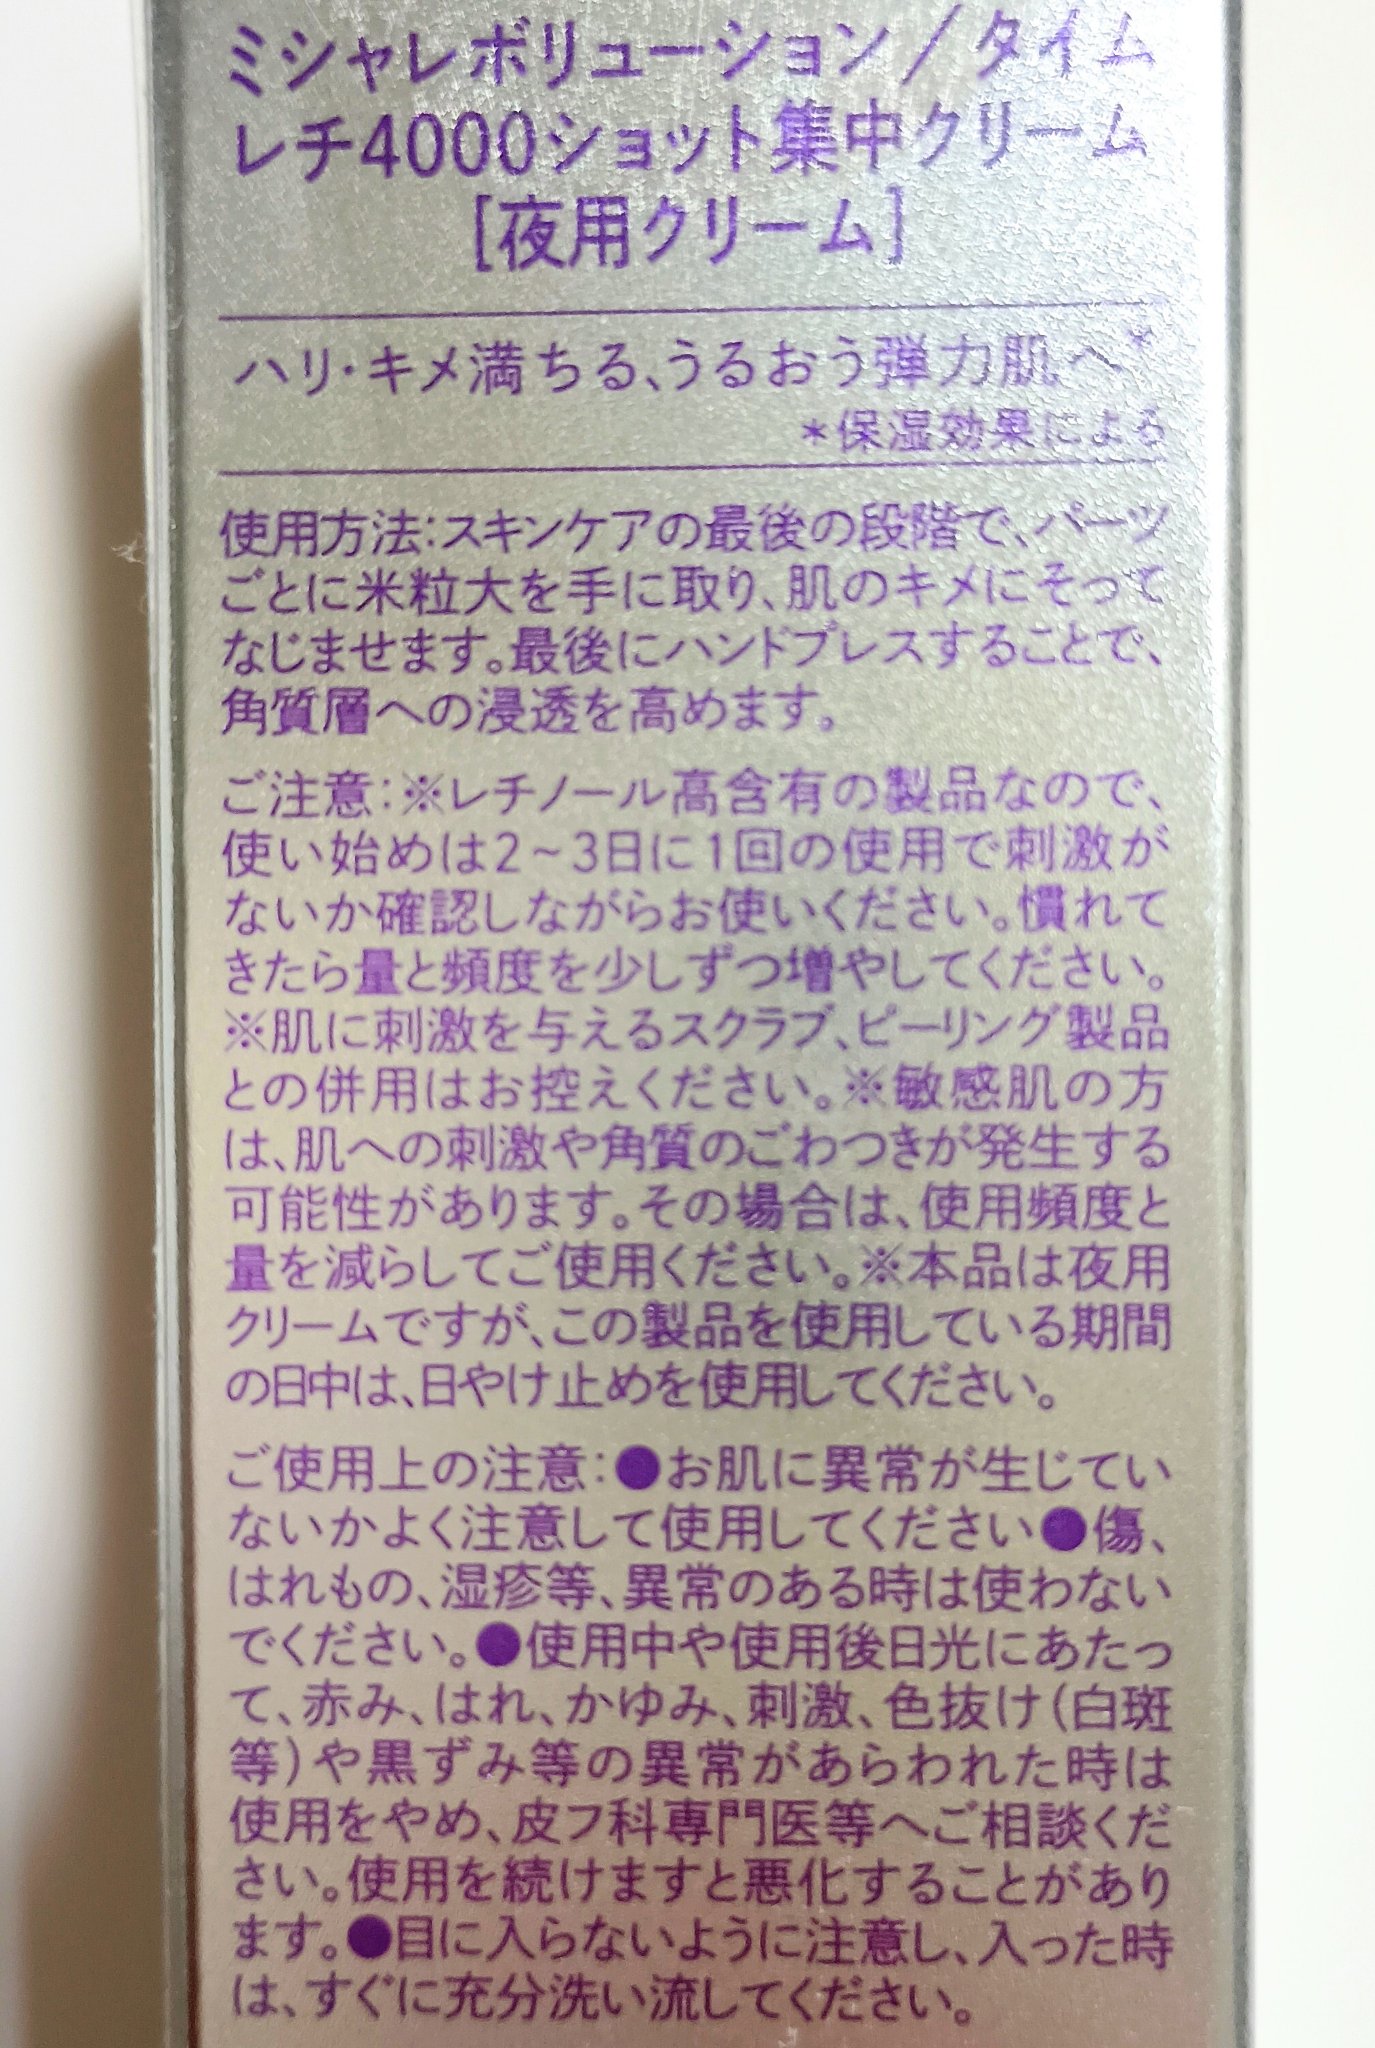 ミシャレボリューション/タイム
レチ4000ショット集中クリーム
[夜用クリーム]
ハリ・キメ満ちる、うるおう弾力肌へ*
*保湿効果による
使用方法:スキンケアの最後の段階で、パーツ
ごとに米粒大を手に取り、肌のキメにそって
なじませます。最後にハンドプレスすることで、
角質層への浸透を高めます。
ご注意:※レチノール高含有の製品なので、
使い始めは2~3日に1回の使用で刺激が
ないか確認しながらお使いください。慣れて
きたら量と頻度を少しずつ増やしてください。
※肌に刺激を与えるスクラブ、ピーリング製品
との併用はお控えください。※敏感肌の方
は、肌への刺激や角質のごわつきが発生する
可能性があります。その場合は、使用頻度と
量を減らしてご使用ください。※本品は夜用
クリームですが、この製品を使用している期間
の日中は、日やけ止めを使用してください。
ご使用上の注意:●お肌に異常が生じてい
ないかよく注意して使用してください●傷、
はれもの、湿疹等、異常のある時は使わない
でください。●使用中や使用後日光にあたっ
て、赤み、はれ、かゆみ、刺激、色抜け(白斑
等)や黒ずみ等の異常があらわれた時は
使用をやめ、皮フ科専門医等へご相談くだ
さい。使用を続けますと悪化することがあり
ます。●目に入らないように注意し、入った時
は、すぐに充分洗い流してください。